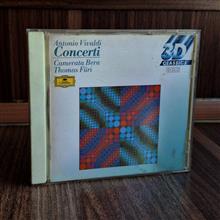 Antonio Vivaldi
Concerti
Camerata Bern
Thomas Füri
3D
CLASSICS